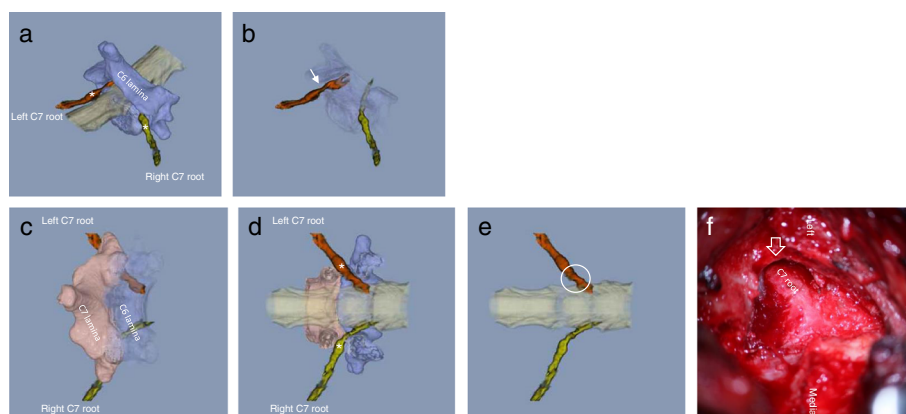 a
C6 lamina
*
Left C7 root
*
Right C7 root
b
c
Left C7 root
C7 lamina
C6 lamina
Right C7 root
d
Left C7 root
*
*
Right C7 root
e
f
Left
C7 root
Media